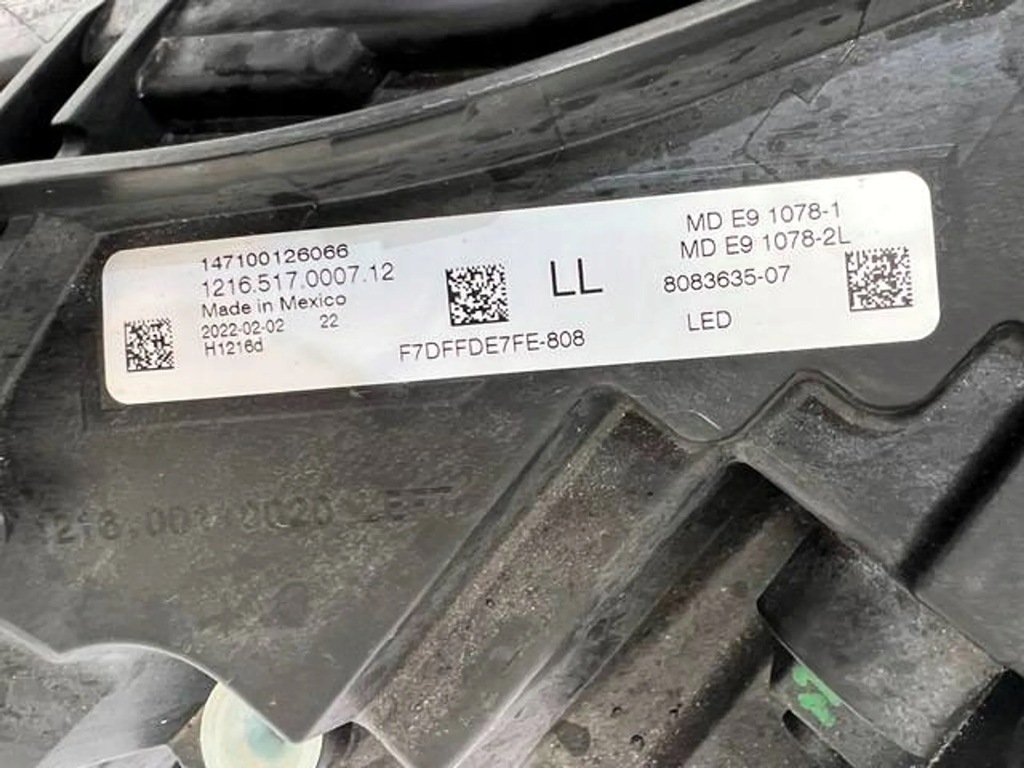 147100126066
1216.517.0007.12
Made in Mexico
2022-02-02 22
H1216d
F7DFFDE7FE-808
LL
MD E9 1078-1
MD E9 1078-2L
8083635-07
LED